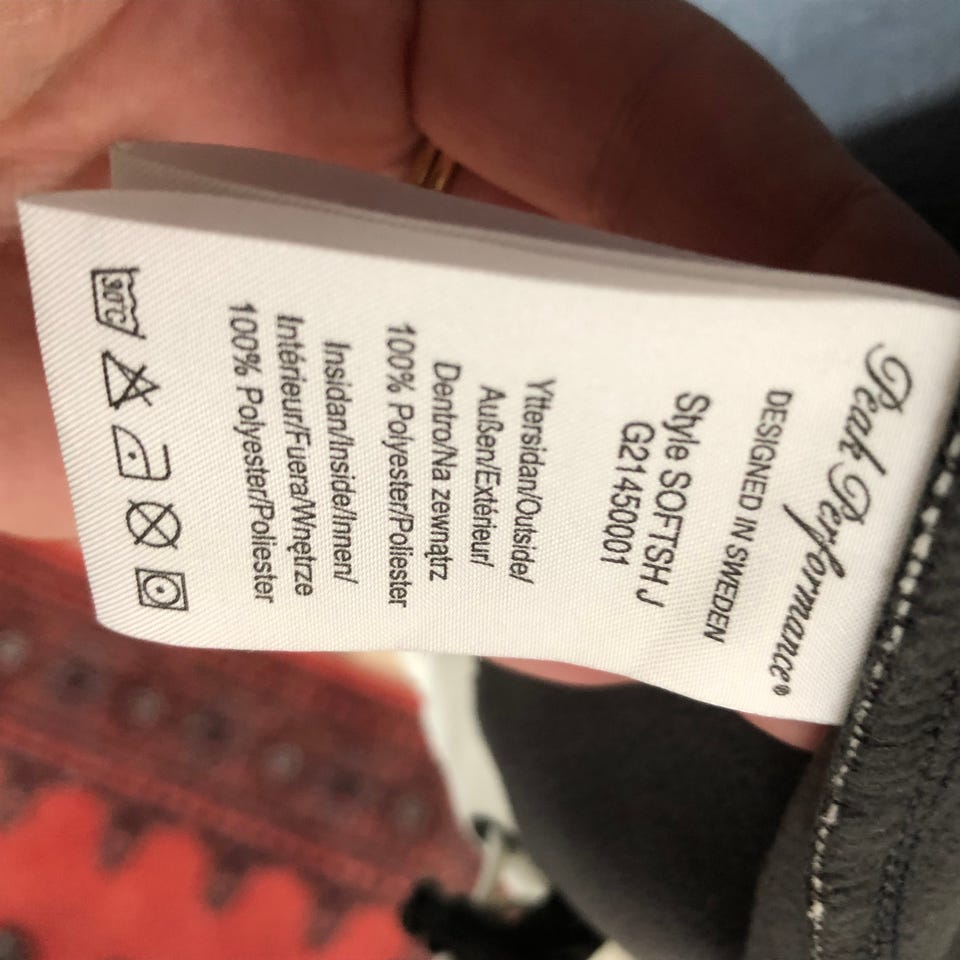 Peak Performance®
DESIGNED IN SWEDEN
Style SOFTSH J
G21450001
Yttersidan/Outside/
Außen/Extérieur/
Dentro/Na zewnątrz
100% Polyester/Poliester
Insidan/Inside/Innen/
Intérieur/Fuera/Wnętrze
100% Polyester/Poliester
30°C